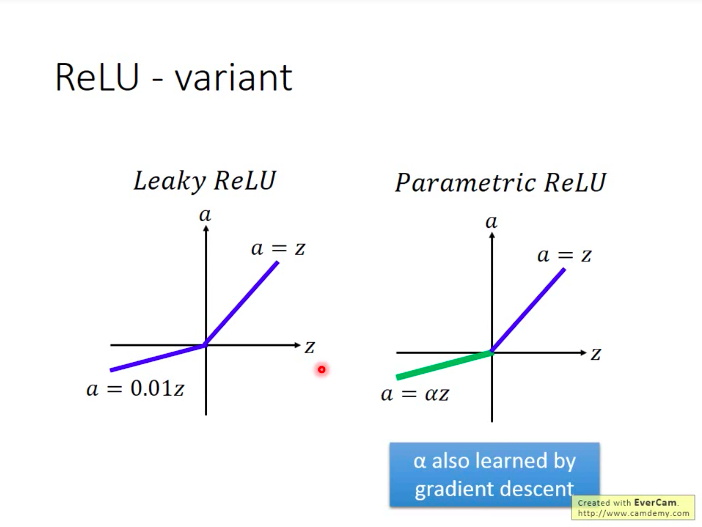 ReLU - variant
Leaky ReLU
a
a = z
z
a = 0.01z
Parametric ReLU
a
a = z
z
a = αz
α also learned by
gradient descent
Created with EverCam.
http://www.camdemy.com